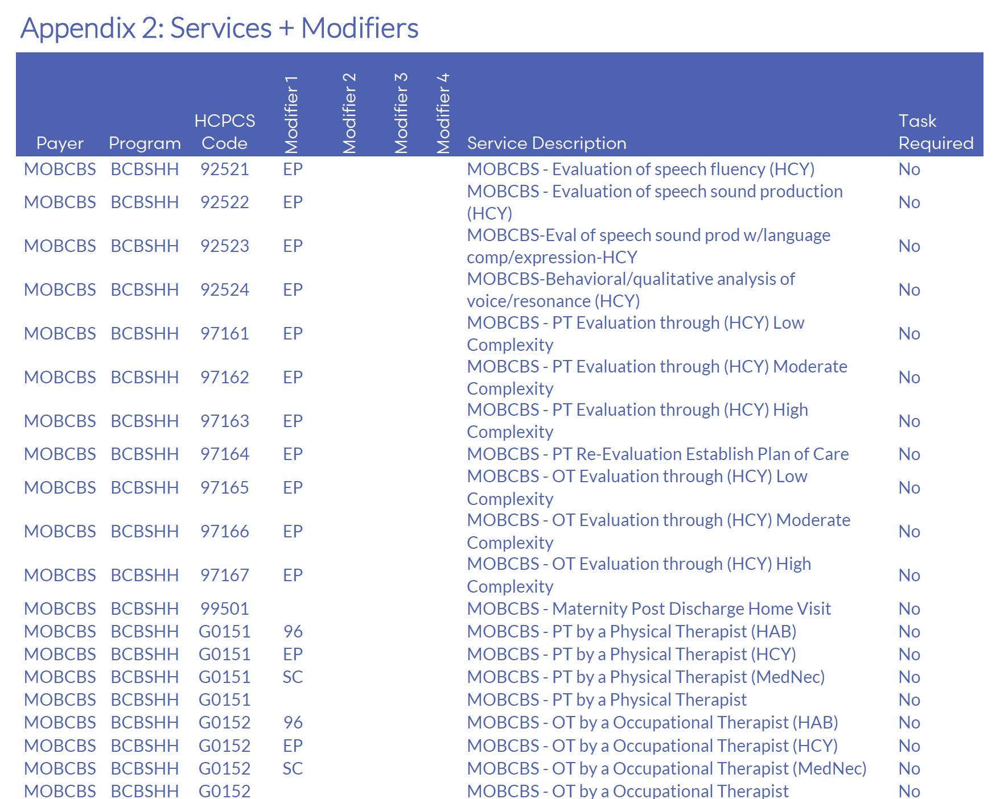 Appendix 2: Services + Modifiers
Payer Program HCPCS Code Modifier 1 Modifier 2 Modifier 3 Modifier 4 Service Description Task Required
MOBCBS BCBSHH 92521 EP MOBCBS - Evaluation of speech fluency (HCY) No
MOBCBS BCBSHH 92522 EP MOBCBS - Evaluation of speech sound production
(HCY) No
MOBCBS BCBSHH 92523 EP MOBCBS-Eval of speech sound prod w/language
comp/expression-HCY No
MOBCBS BCBSHH 92524 EP MOBCBS-Behavioral/qualitative analysis of
voice/resonance (HCY) No
MOBCBS BCBSHH 97161 EP MOBCBS - PT Evaluation through (HCY) Low
Complexity No
MOBCBS BCBSHH 97162 EP MOBCBS - PT Evaluation through (HCY) Moderate
Complexity No
MOBCBS BCBSHH 97163 EP MOBCBS - PT Evaluation through (HCY) High
Complexity No
MOBCBS BCBSHH 97164 EP MOBCBS - PT Re-Evaluation Establish Plan of Care No
MOBCBS BCBSHH 97165 EP MOBCBS - OT Evaluation through (HCY) Low
Complexity No
MOBCBS BCBSHH 97166 EP MOBCBS - OT Evaluation through (HCY) Moderate
Complexity No
MOBCBS BCBSHH 97167 EP MOBCBS - OT Evaluation through (HCY) High
Complexity No
MOBCBS BCBSHH 99501 MOBCBS - Maternity Post Discharge Home Visit No
MOBCBS BCBSHH G0151 96 MOBCBS - PT by a Physical Therapist (HAB) No
MOBCBS BCBSHH G0151 EP MOBCBS - PT by a Physical Therapist (HCY) No
MOBCBS BCBSHH G0151 SC MOBCBS - PT by a Physical Therapist (MedNec) No
MOBCBS BCBSHH G0151 MOBCBS - PT by a Physical Therapist No
MOBCBS BCBSHH G0152 96 MOBCBS - OT by a Occupational Therapist (HAB) No
MOBCBS BCBSHH G0152 EP MOBCBS - OT by a Occupational Therapist (HCY) No
MOBCBS BCBSHH G0152 SC MOBCBS - OT by a Occupational Therapist (MedNec) No
MOBCBS BCBSHH G0152 MOBCBS - OT by a Occupational Therapist No